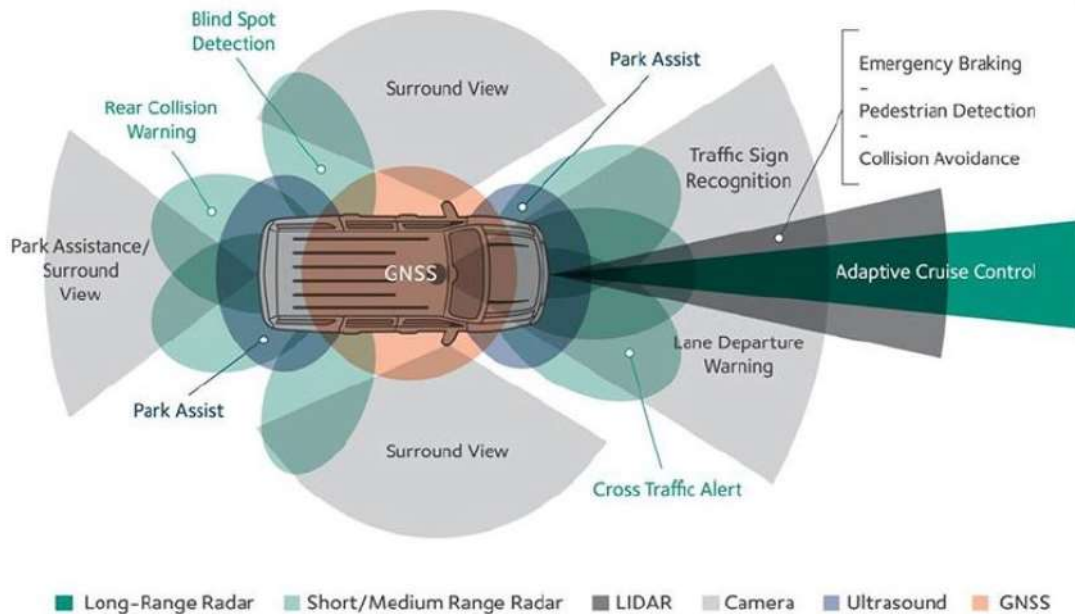 Blind Spot
Detection
Surround View
Park Assist
Emergency Braking
–
Pedestrian Detection
–
Collision Avoidance
Rear Collision
Warning
Traffic Sign
Recognition
Park Assistance/
Surround
View
GNSS
Adaptive Cruise Control
Lane Departure
Warning
Park Assist
Surround View
Cross Traffic Alert
Long-Range Radar
Short/Medium Range Radar
LIDAR
Camera
Ultrasound
GNSS